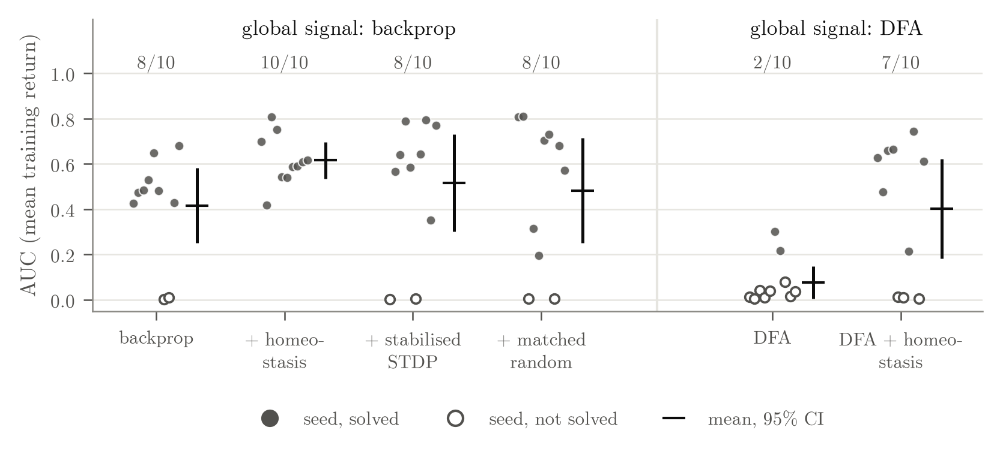 global signal: backprop
global signal: DFA
8/10
10/10
8/10
8/10
2/10
7/10
AUC (mean training return)
1.0
0.8
0.6
0.4
0.2
0.0
backprop
+ homeo-
stasis
+ stabilised
STDP
+ matched
random
DFA
DFA + homeo-
stasis
seed, solved
seed, not solved
mean, 95% CI